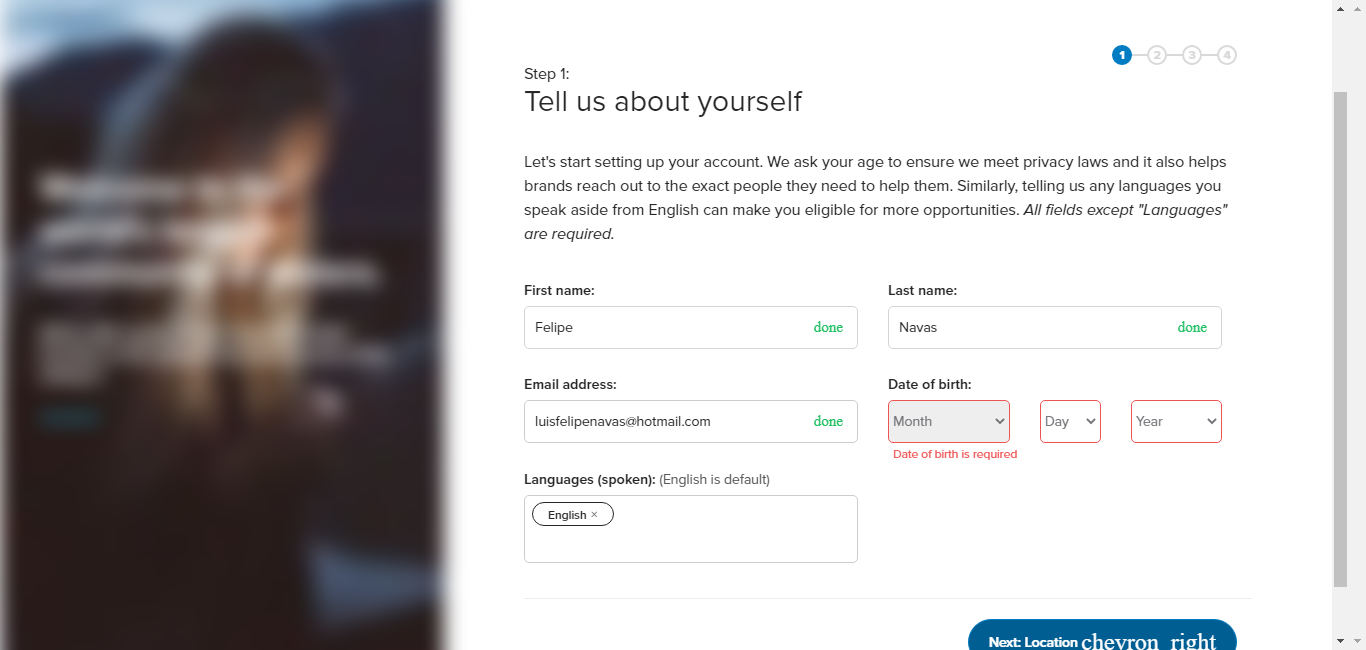 1 2 3 4
Step 1:
Tell us about yourself
Let's start setting up your account. We ask your age to ensure we meet privacy laws and it also helps
brands reach out to the exact people they need to help them. Similarly, telling us any languages you
speak aside from English can make you eligible for more opportunities. All fields except "Languages"
are required.
First name: Last name:
Felipe done Navas done
Email address: Date of birth:
luisfelipenavas@hotmail.com done Month Day Year
Date of birth is required
Languages (spoken): (English is default)
English ×
Next: Location chevron_right